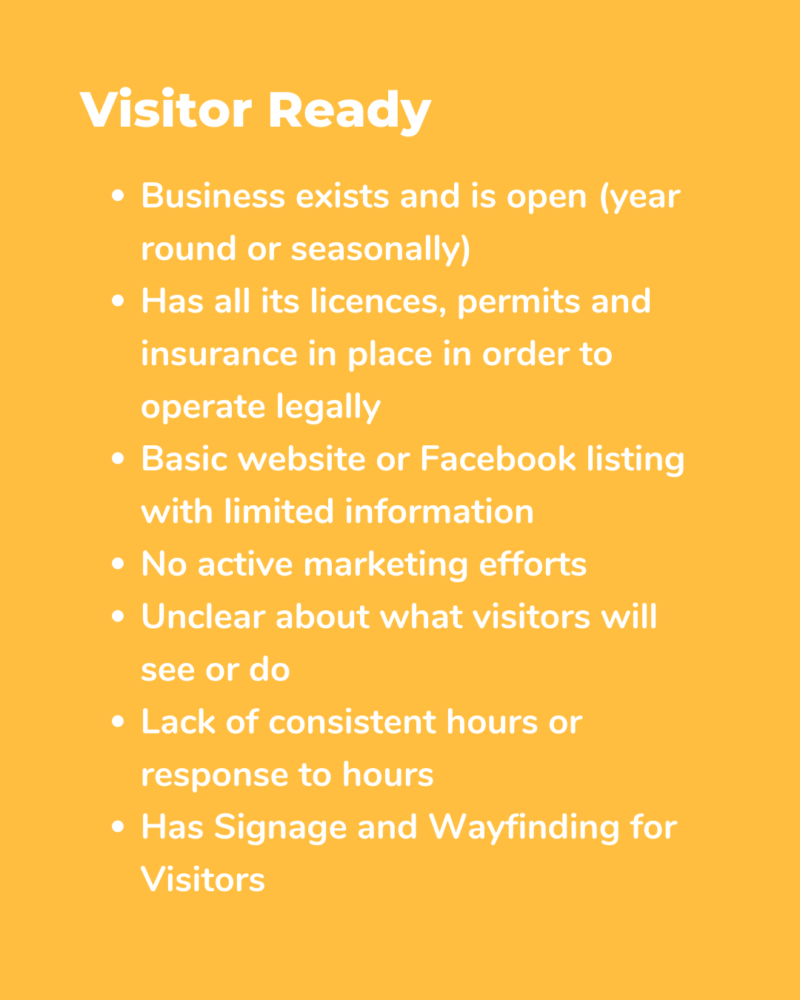 Visitor Ready
• Business exists and is open (year
round or seasonally)
• Has all its licences, permits and
insurance in place in order to
operate legally
• Basic website or Facebook listing
with limited information
• No active marketing efforts
• Unclear about what visitors will
see or do
• Lack of consistent hours or
response to hours
• Has Signage and Wayfinding for
Visitors